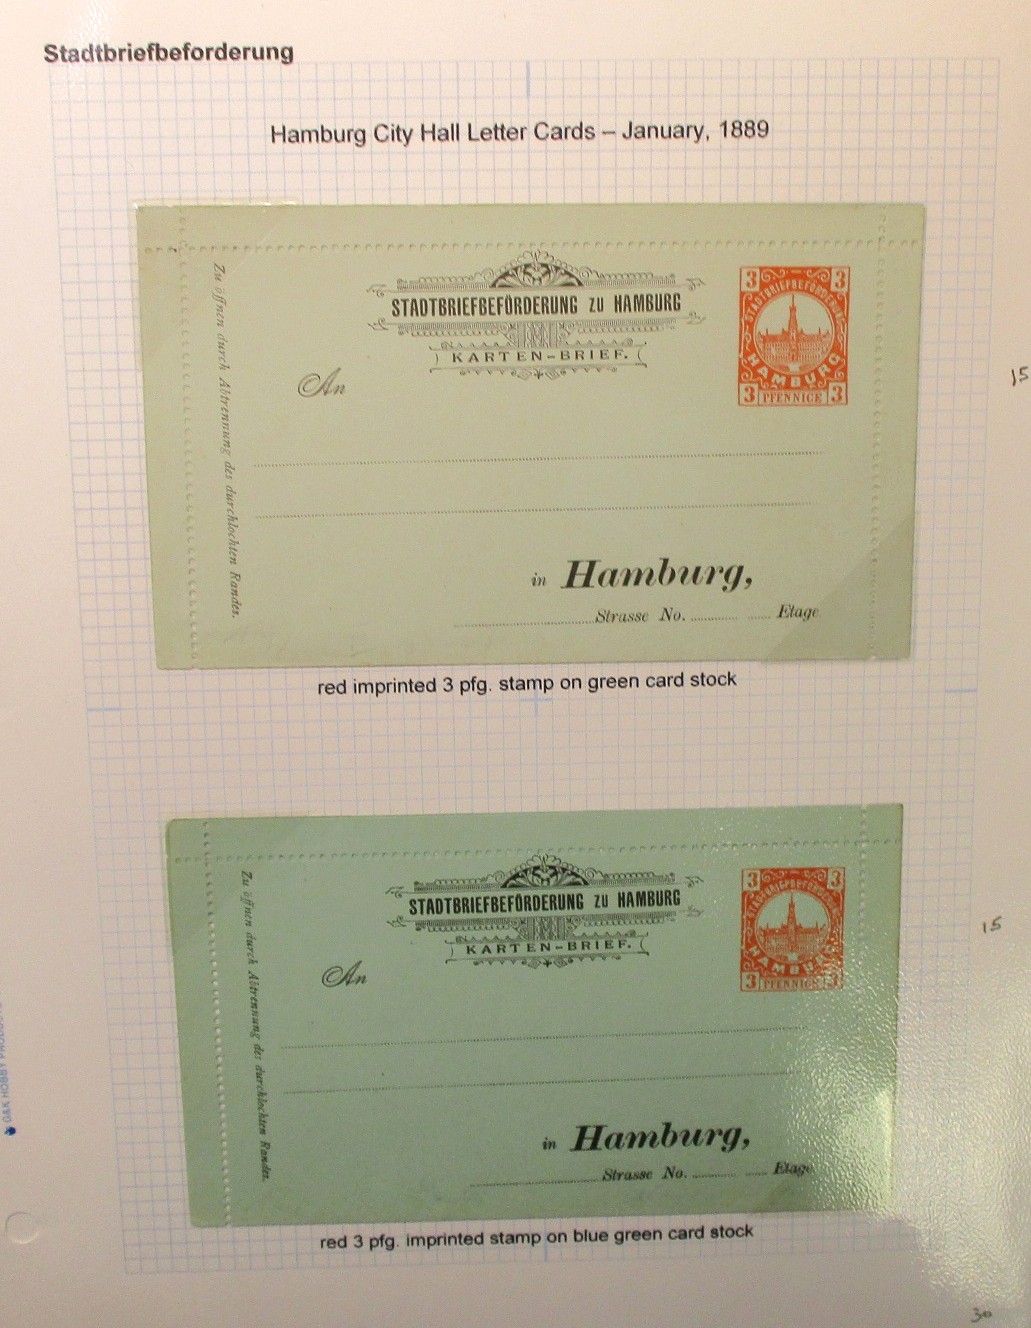 Stadtbriefbeforderung
Hamburg City Hall Letter Cards – January, 1889
STADTBRIEFBEFÖRDERUNG ZU HAMBURG
KARTEN-BRIEF.
3 3
STADTBRIEFBEFÖRDERUNG
HAMBURG
3 PFENNIGE 3
Zu öffnen durch Abtrennung des durchlochten Randes.
An
15
in Hamburg,
Strasse No. Etage
red imprinted 3 pfg. stamp on green card stock
STADTBRIEFBEFÖRDERUNG ZU HAMBURG
KARTEN-BRIEF.
3 3
STADTBRIEFBEFÖRDERUNG
HAMBURG
3 PFENNIGE 3
Zu öffnen durch Abtrennung des durchlochten Randes.
An
15
in Hamburg,
Strasse No. Etage
red 3 pfg. imprinted stamp on blue green card stock
G&K HOBBY
30